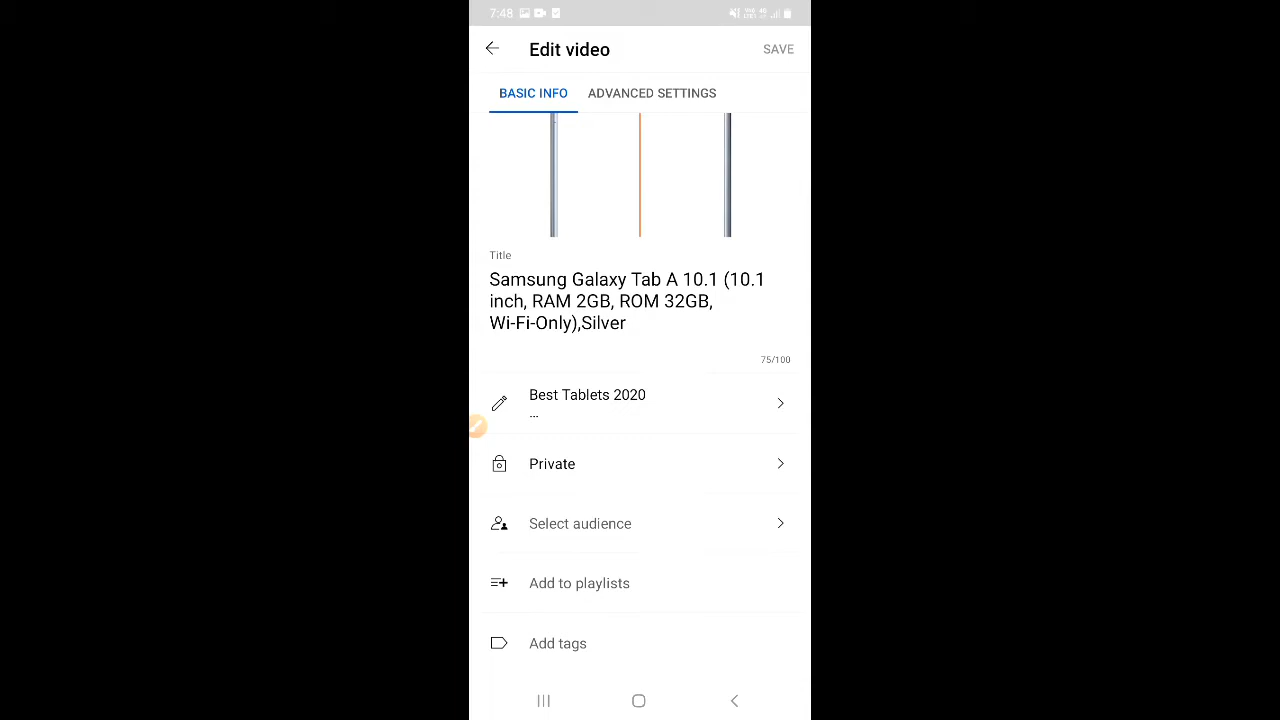 7:48
Edit video
SAVE
BASIC INFO
ADVANCED SETTINGS
Title
Samsung Galaxy Tab A 10.1 (10.1
inch, RAM 2GB, ROM 32GB,
Wi-Fi-Only),Silver
75/100
Best Tablets 2020
...
Private
Select audience
Add to playlists
Add tags